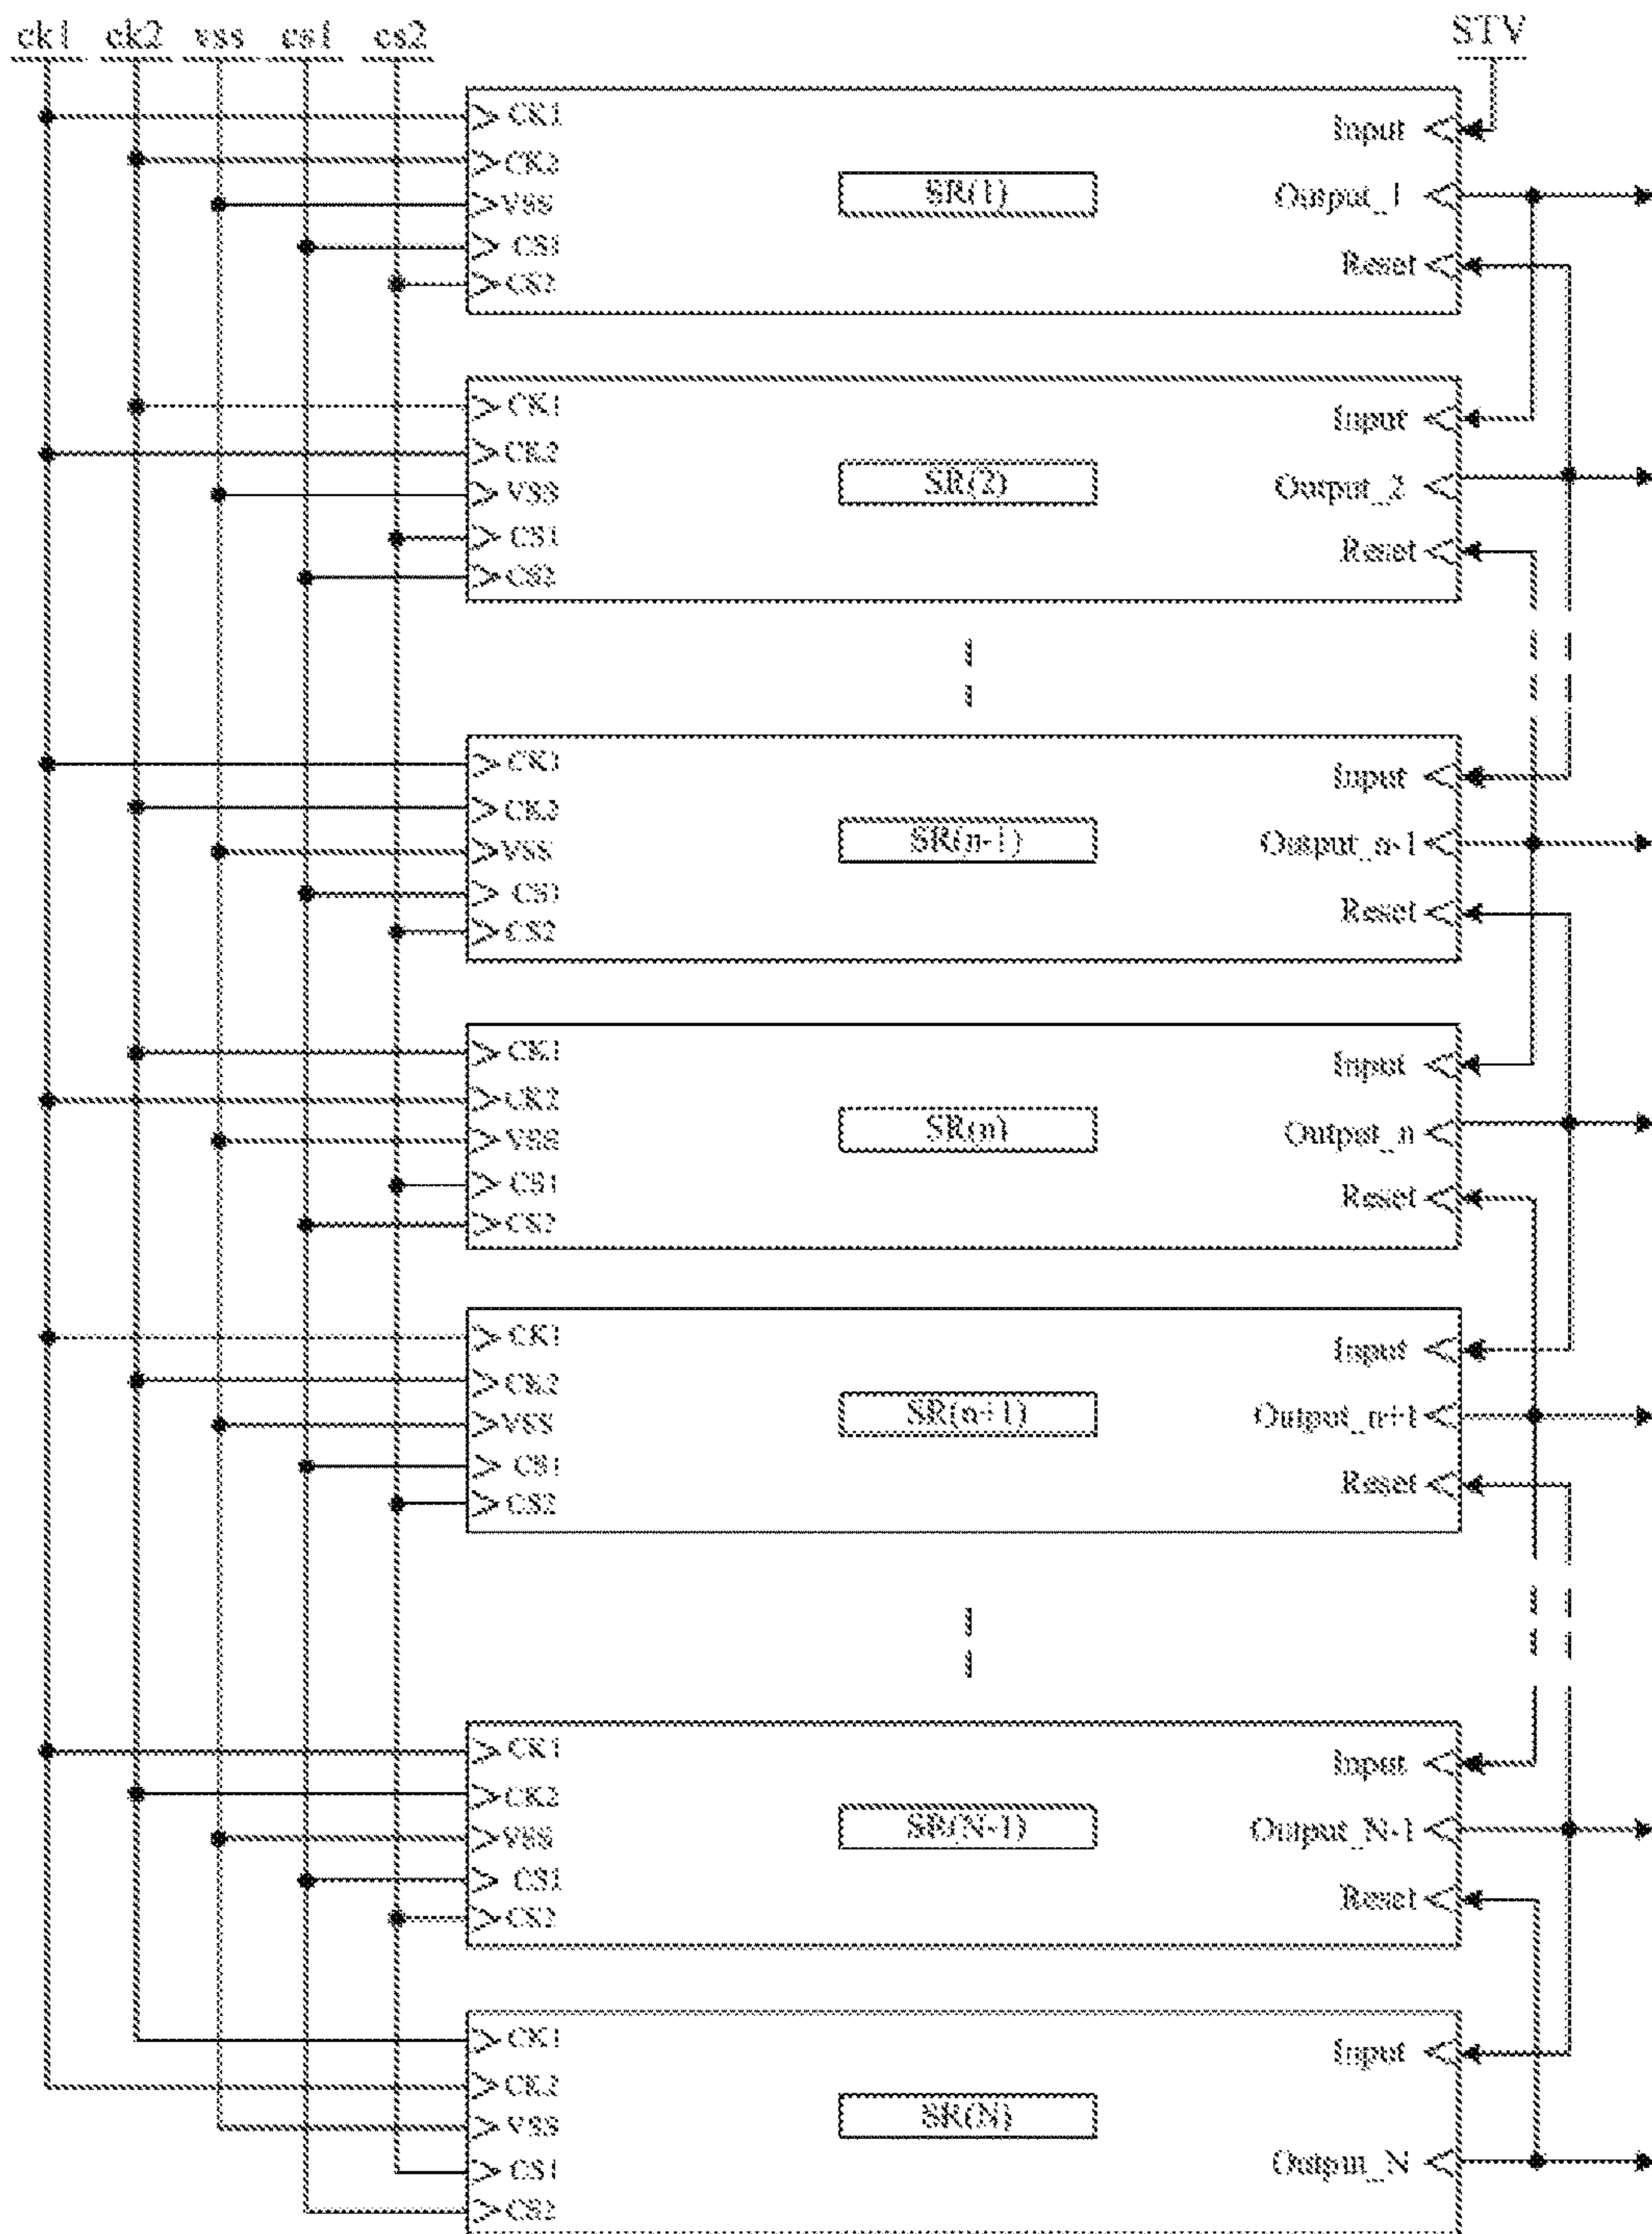 ck1 ck2 vss cs1 cs2 STV
CK1
Input
CK2
SR(1)
Output_1
VSS
CS1
Reset
CS2
CK1
Input
CK2
SR(2)
Output_2
VSS
CS1
Reset
CS2
CK1
Input
CK2
SR(n-1)
Output_n-1
VSS
CS1
Reset
CS2
CK1
Input
CK2
SR(n)
Output_n
VSS
CS1
Reset
CS2
CK1
Input
CK2
SR(n+1)
Output_n+1
VSS
CS1
Reset
CS2
CK1
Input
CK2
SR(N-1)
Output_N-1
VSS
CS1
Reset
CS2
CK1
Input
CK2
SR(N)
VSS
Output_N
CS1
CS2